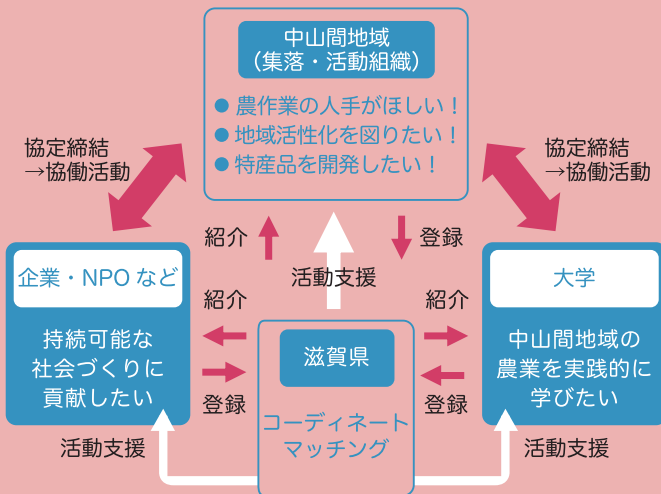 中山間地域
（集落・活動組織）
● 農作業の人手がほしい！
● 地域活性化を図りたい！
● 特産品を開発したい！
協定締結
→協働活動
協定締結
→協働活動
紹介
登録
活動支援
企業・NPO など
持続可能な
社会づくりに
貢献したい
大学
中山間地域の
農業を実践的に
学びたい
紹介
登録
紹介
登録
滋賀県
コーディネート
マッチング
活動支援
活動支援